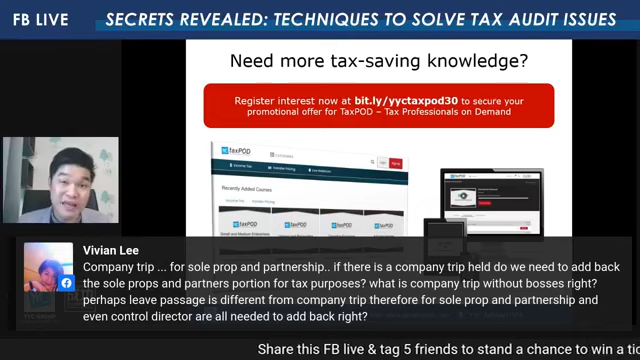 FB LIVE
SECRETS REVEALED: TECHNIQUES TO SOLVE TAX AUDIT ISSUES
Need more tax-saving knowledge?
Register interest now at bit.ly/yyctaxpod30 to secure your
promotional offer for TaxPOD – Tax Professionals on Demand
taxPOD
Recently Added Courses
taxPOD
taxPOD
taxPOD
taxPOD
Vivian Lee
Company trip ... for sole prop and partnership.. if there is a company trip held do we need to add back
the sole props and partners portion for tax purposes? what is company trip without bosses right?
perhaps leave passage is different from company trip therefore for sole prop and partnership and
even control director are all needed to add back right?
Share this FB live & tag 5 friends to stand a chance to win a tic